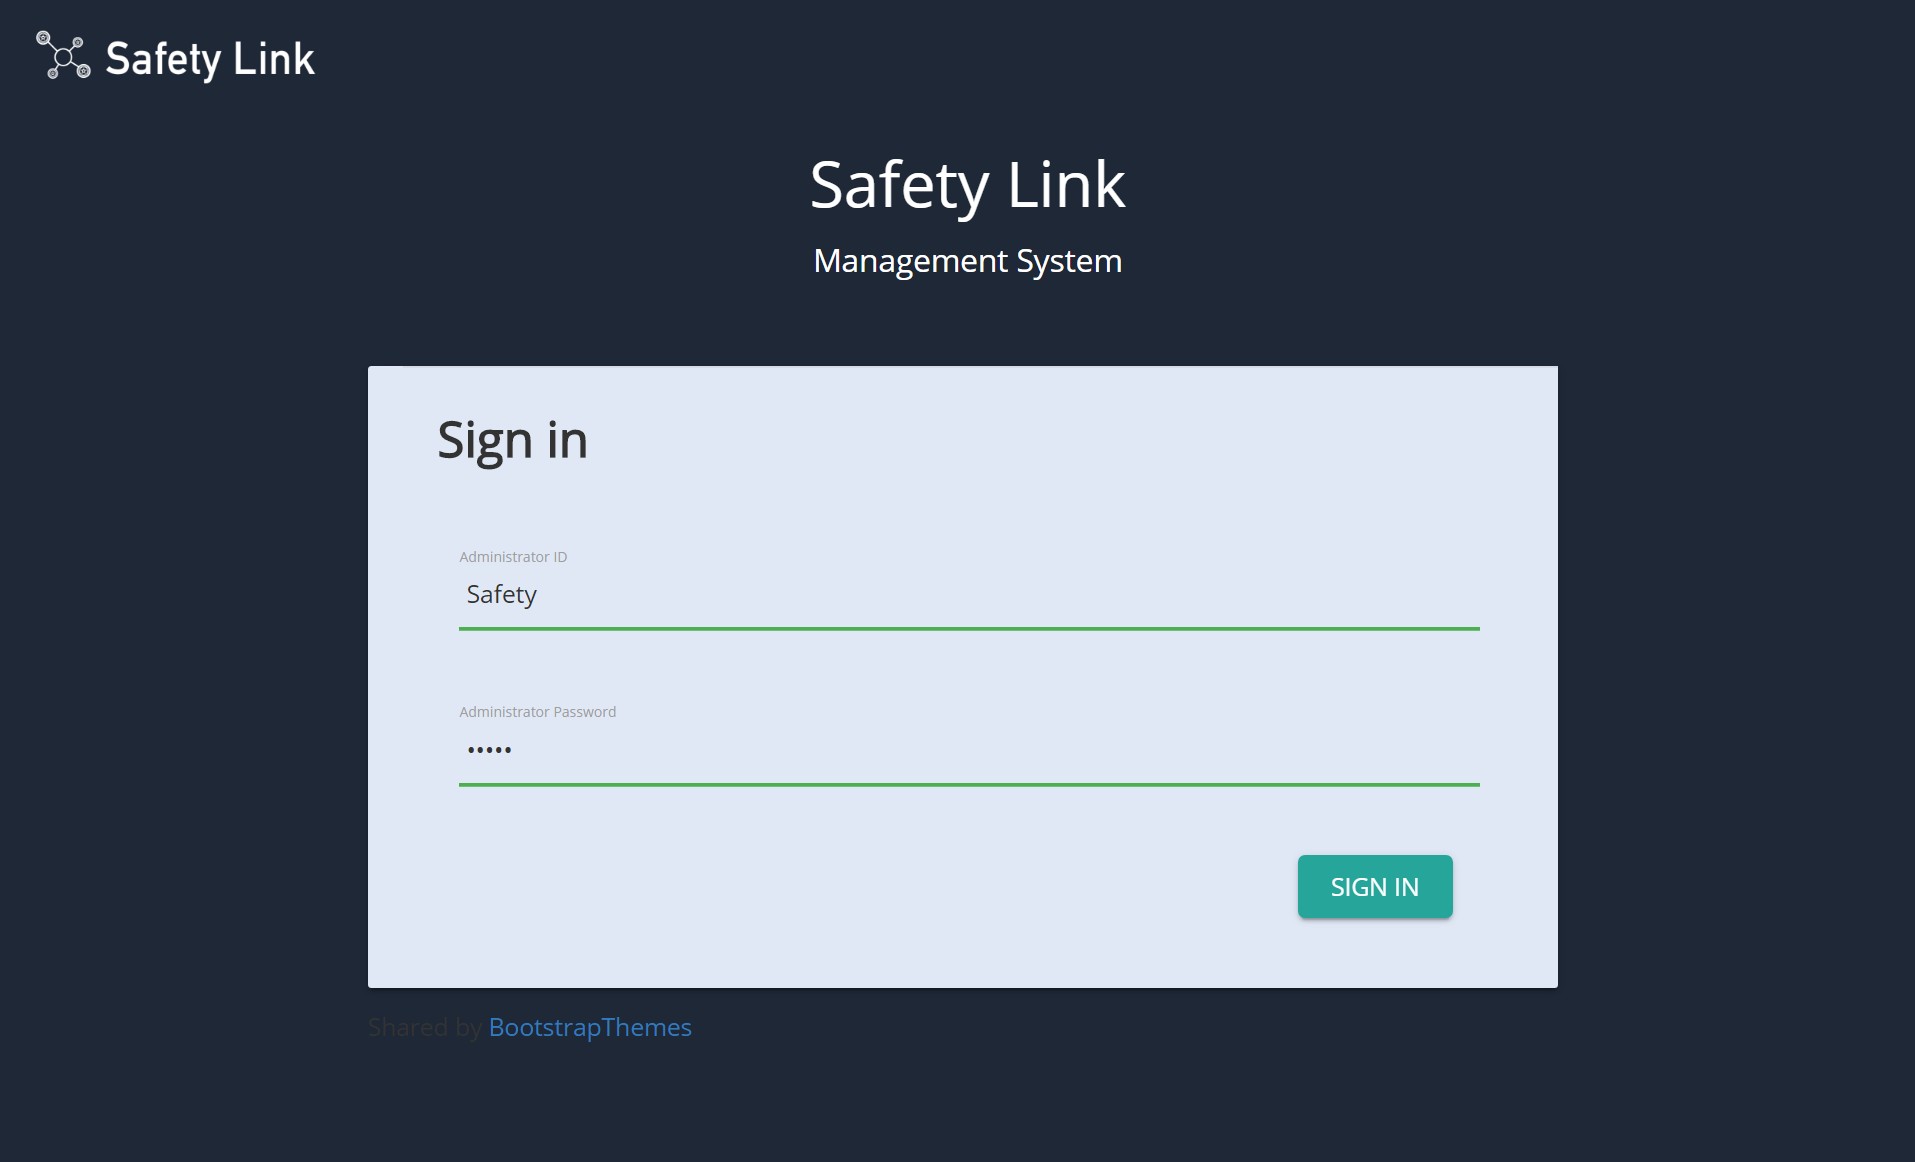 Safety Link
Safety Link
Management System
Sign in
Administrator ID
Safety
Administrator Password
•••••
SIGN IN
Shared by BootstrapThemes